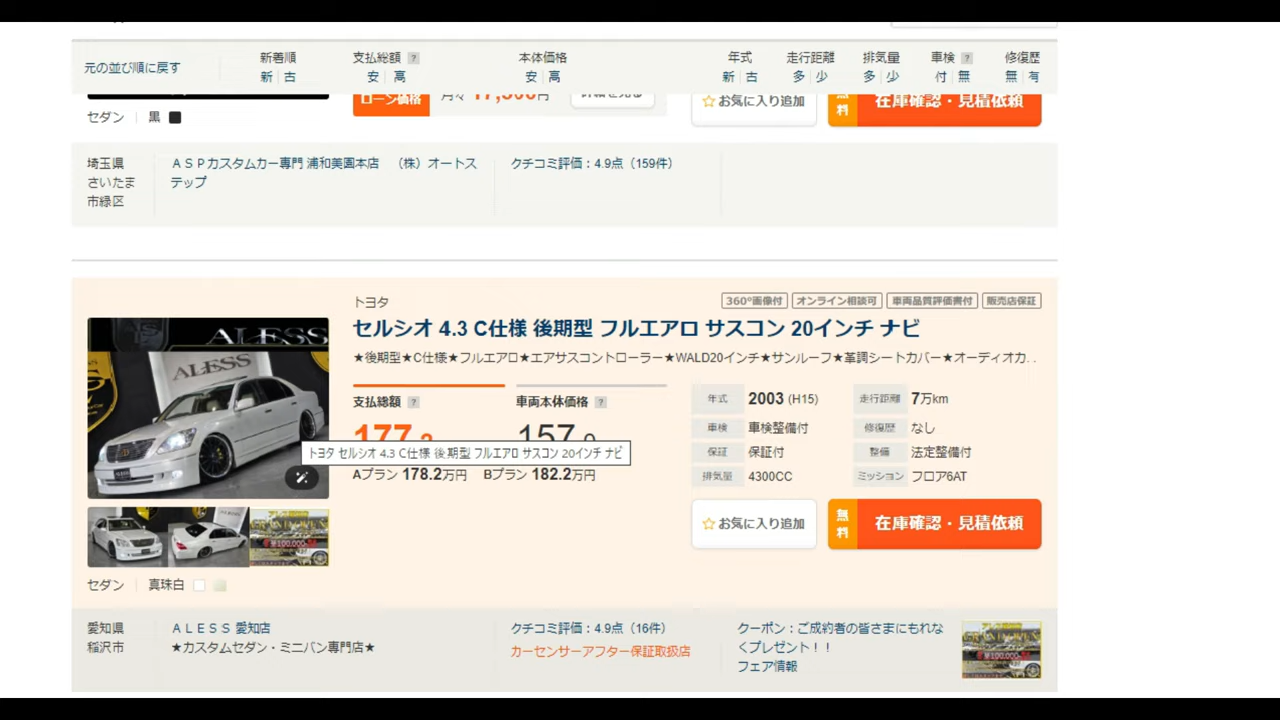 元の並び順に戻す
新着順
新 古
支払総額 ?
安 高
本体価格
安 高
年式
新 古
走行距離
多 少
排気量
多 少
車検 ?
付 無
修復歴
無 有
ローン価格
月々
円
お気に入り追加
無料
在庫確認・見積依頼
セダン 黒
埼玉県
さいたま
市緑区
ASPカスタムカー専門 浦和美園本店 (株)オートス
テップ
クチコミ評価：4.9点（159件）
トヨタ
360°画像付 オンライン相談可 車両品質評価書付 販売店保証
セルシオ 4.3 C仕様 後期型 フルエアロ サスコン 20インチ ナビ
★後期型★C仕様★フルエアロ★エアサスコントローラー★WALD20インチ★サンルーフ★革調シートカバー★オーディオカ...
ALESS
ALESS
支払総額 ?
車両本体価格 ?
トヨタ セルシオ 4.3 C仕様 後期型 フルエアロ サスコン 20インチ ナビ
Aプラン 178.2万円 Bプラン 182.2万円
年式 2003 (H15)
走行距離 7万km
車検 車検整備付
修復歴 なし
保証 保証付
整備 法定整備付
排気量 4300CC
ミッション フロア6AT
お気に入り追加
無料
在庫確認・見積依頼
セダン 真珠白
愛知県
稲沢市
ALESS 愛知店
★カスタムセダン・ミニバン専門店★
クチコミ評価：4.9点（16件）
カーセンサーアフター保証取扱店
クーポン：ご成約者の皆さまにもれな
くプレゼント！！
フェア情報